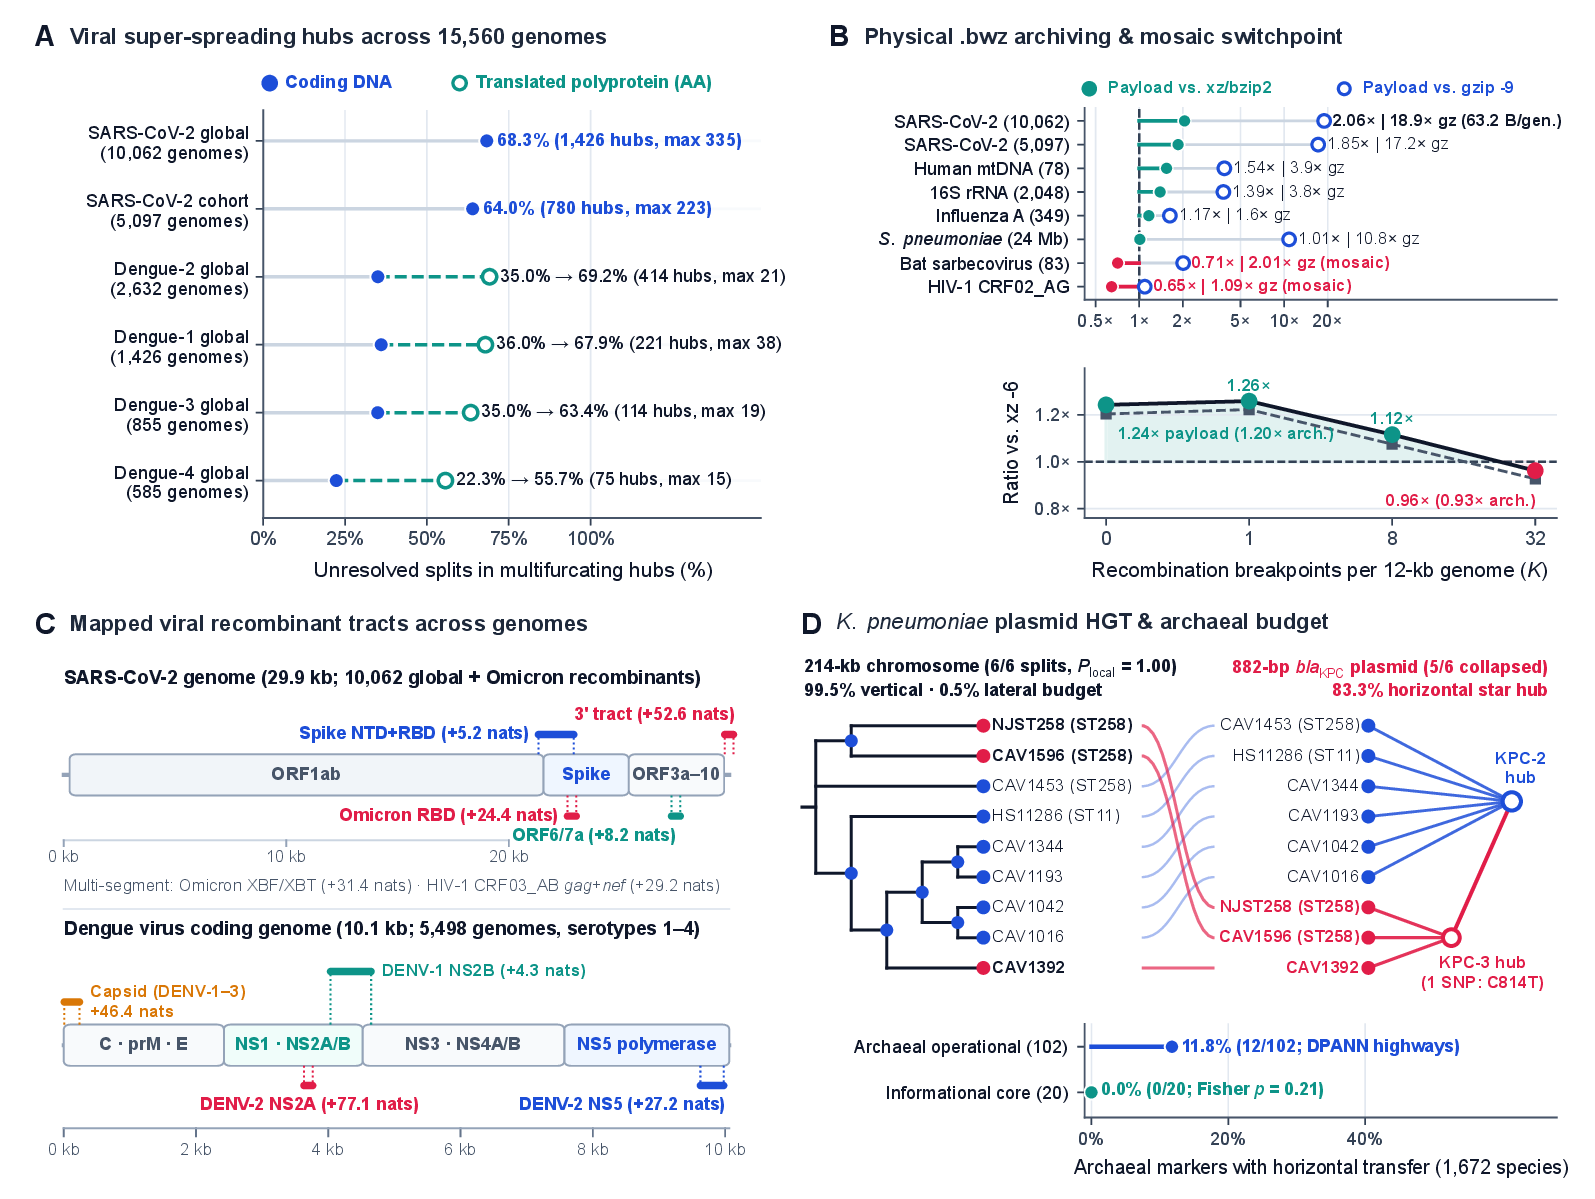 A Viral super-spreading hubs across 15,560 genomes
Coding DNA
Translated polyprotein (AA)
SARS-CoV-2 global
(10,062 genomes)
68.3% (1,426 hubs, max 335)
SARS-CoV-2 cohort
(5,097 genomes)
64.0% (780 hubs, max 223)
Dengue-2 global
(2,632 genomes)
35.0% → 69.2% (414 hubs, max 21)
Dengue-1 global
(1,426 genomes)
36.0% → 67.9% (221 hubs, max 38)
Dengue-3 global
(855 genomes)
35.0% → 63.4% (114 hubs, max 19)
Dengue-4 global
(585 genomes)
22.3% → 55.7% (75 hubs, max 15)
0% 25% 50% 75% 100%
Unresolved splits in multifurcating hubs (%)
B Physical .bwz archiving & mosaic switchpoint
Payload vs. xz/bzip2
Payload vs. gzip -9
SARS-CoV-2 (10,062)
2.06× | 18.9× gz (63.2 B/gen.)
SARS-CoV-2 (5,097)
1.85× | 17.2× gz
Human mtDNA (78)
1.54× | 3.9× gz
16S rRNA (2,048)
1.39× | 3.8× gz
Influenza A (349)
1.17× | 1.6× gz
S. pneumoniae (24 Mb)
1.01× | 10.8× gz
Bat sarbecovirus (83)
0.71× | 2.01× gz (mosaic)
HIV-1 CRF02_AG
0.65× | 1.09× gz (mosaic)
0.5× 1× 2× 5× 10× 20×
Ratio vs. xz -6
1.2×
1.0×
0.8×
1.26×
1.12×
1.24× payload (1.20× arch.)
0.96× (0.93× arch.)
0 1 8 32
Recombination breakpoints per 12-kb genome (K)
C Mapped viral recombinant tracts across genomes
SARS-CoV-2 genome (29.9 kb; 10,062 global + Omicron recombinants)
3' tract (+52.6 nats)
Spike NTD+RBD (+5.2 nats)
ORF1ab
Spike
ORF3a–10
Omicron RBD (+24.4 nats)
ORF6/7a (+8.2 nats)
0 kb 10 kb 20 kb
Multi-segment: Omicron XBF/XBT (+31.4 nats) · HIV-1 CRF03_AB gag+nef (+29.2 nats)
Dengue virus coding genome (10.1 kb; 5,498 genomes, serotypes 1–4)
DENV-1 NS2B (+4.3 nats)
Capsid (DENV-1–3)
+46.4 nats
C · prM · E
NS1 · NS2A/B
NS3 · NS4A/B
NS5 polymerase
DENV-2 NS2A (+77.1 nats)
DENV-2 NS5 (+27.2 nats)
0 kb 2 kb 4 kb 6 kb 8 kb 10 kb
D K. pneumoniae plasmid HGT & archaeal budget
214-kb chromosome (6/6 splits, Plocal = 1.00)
99.5% vertical · 0.5% lateral budget
882-bp blaKPC plasmid (5/6 collapsed)
83.3% horizontal star hub
NJST258 (ST258)
CAV1596 (ST258)
CAV1453 (ST258)
HS11286 (ST11)
CAV1344
CAV1193
CAV1042
CAV1016
CAV1392
CAV1453 (ST258)
HS11286 (ST11)
CAV1344
CAV1193
CAV1042
CAV1016
NJST258 (ST258)
CAV1596 (ST258)
CAV1392
KPC-2
hub
KPC-3 hub
(1 SNP: C814T)
Archaeal operational (102)
11.8% (12/102; DPANN highways)
Informational core (20)
0.0% (0/20; Fisher p = 0.21)
0% 20% 40%
Archaeal markers with horizontal transfer (1,672 species)